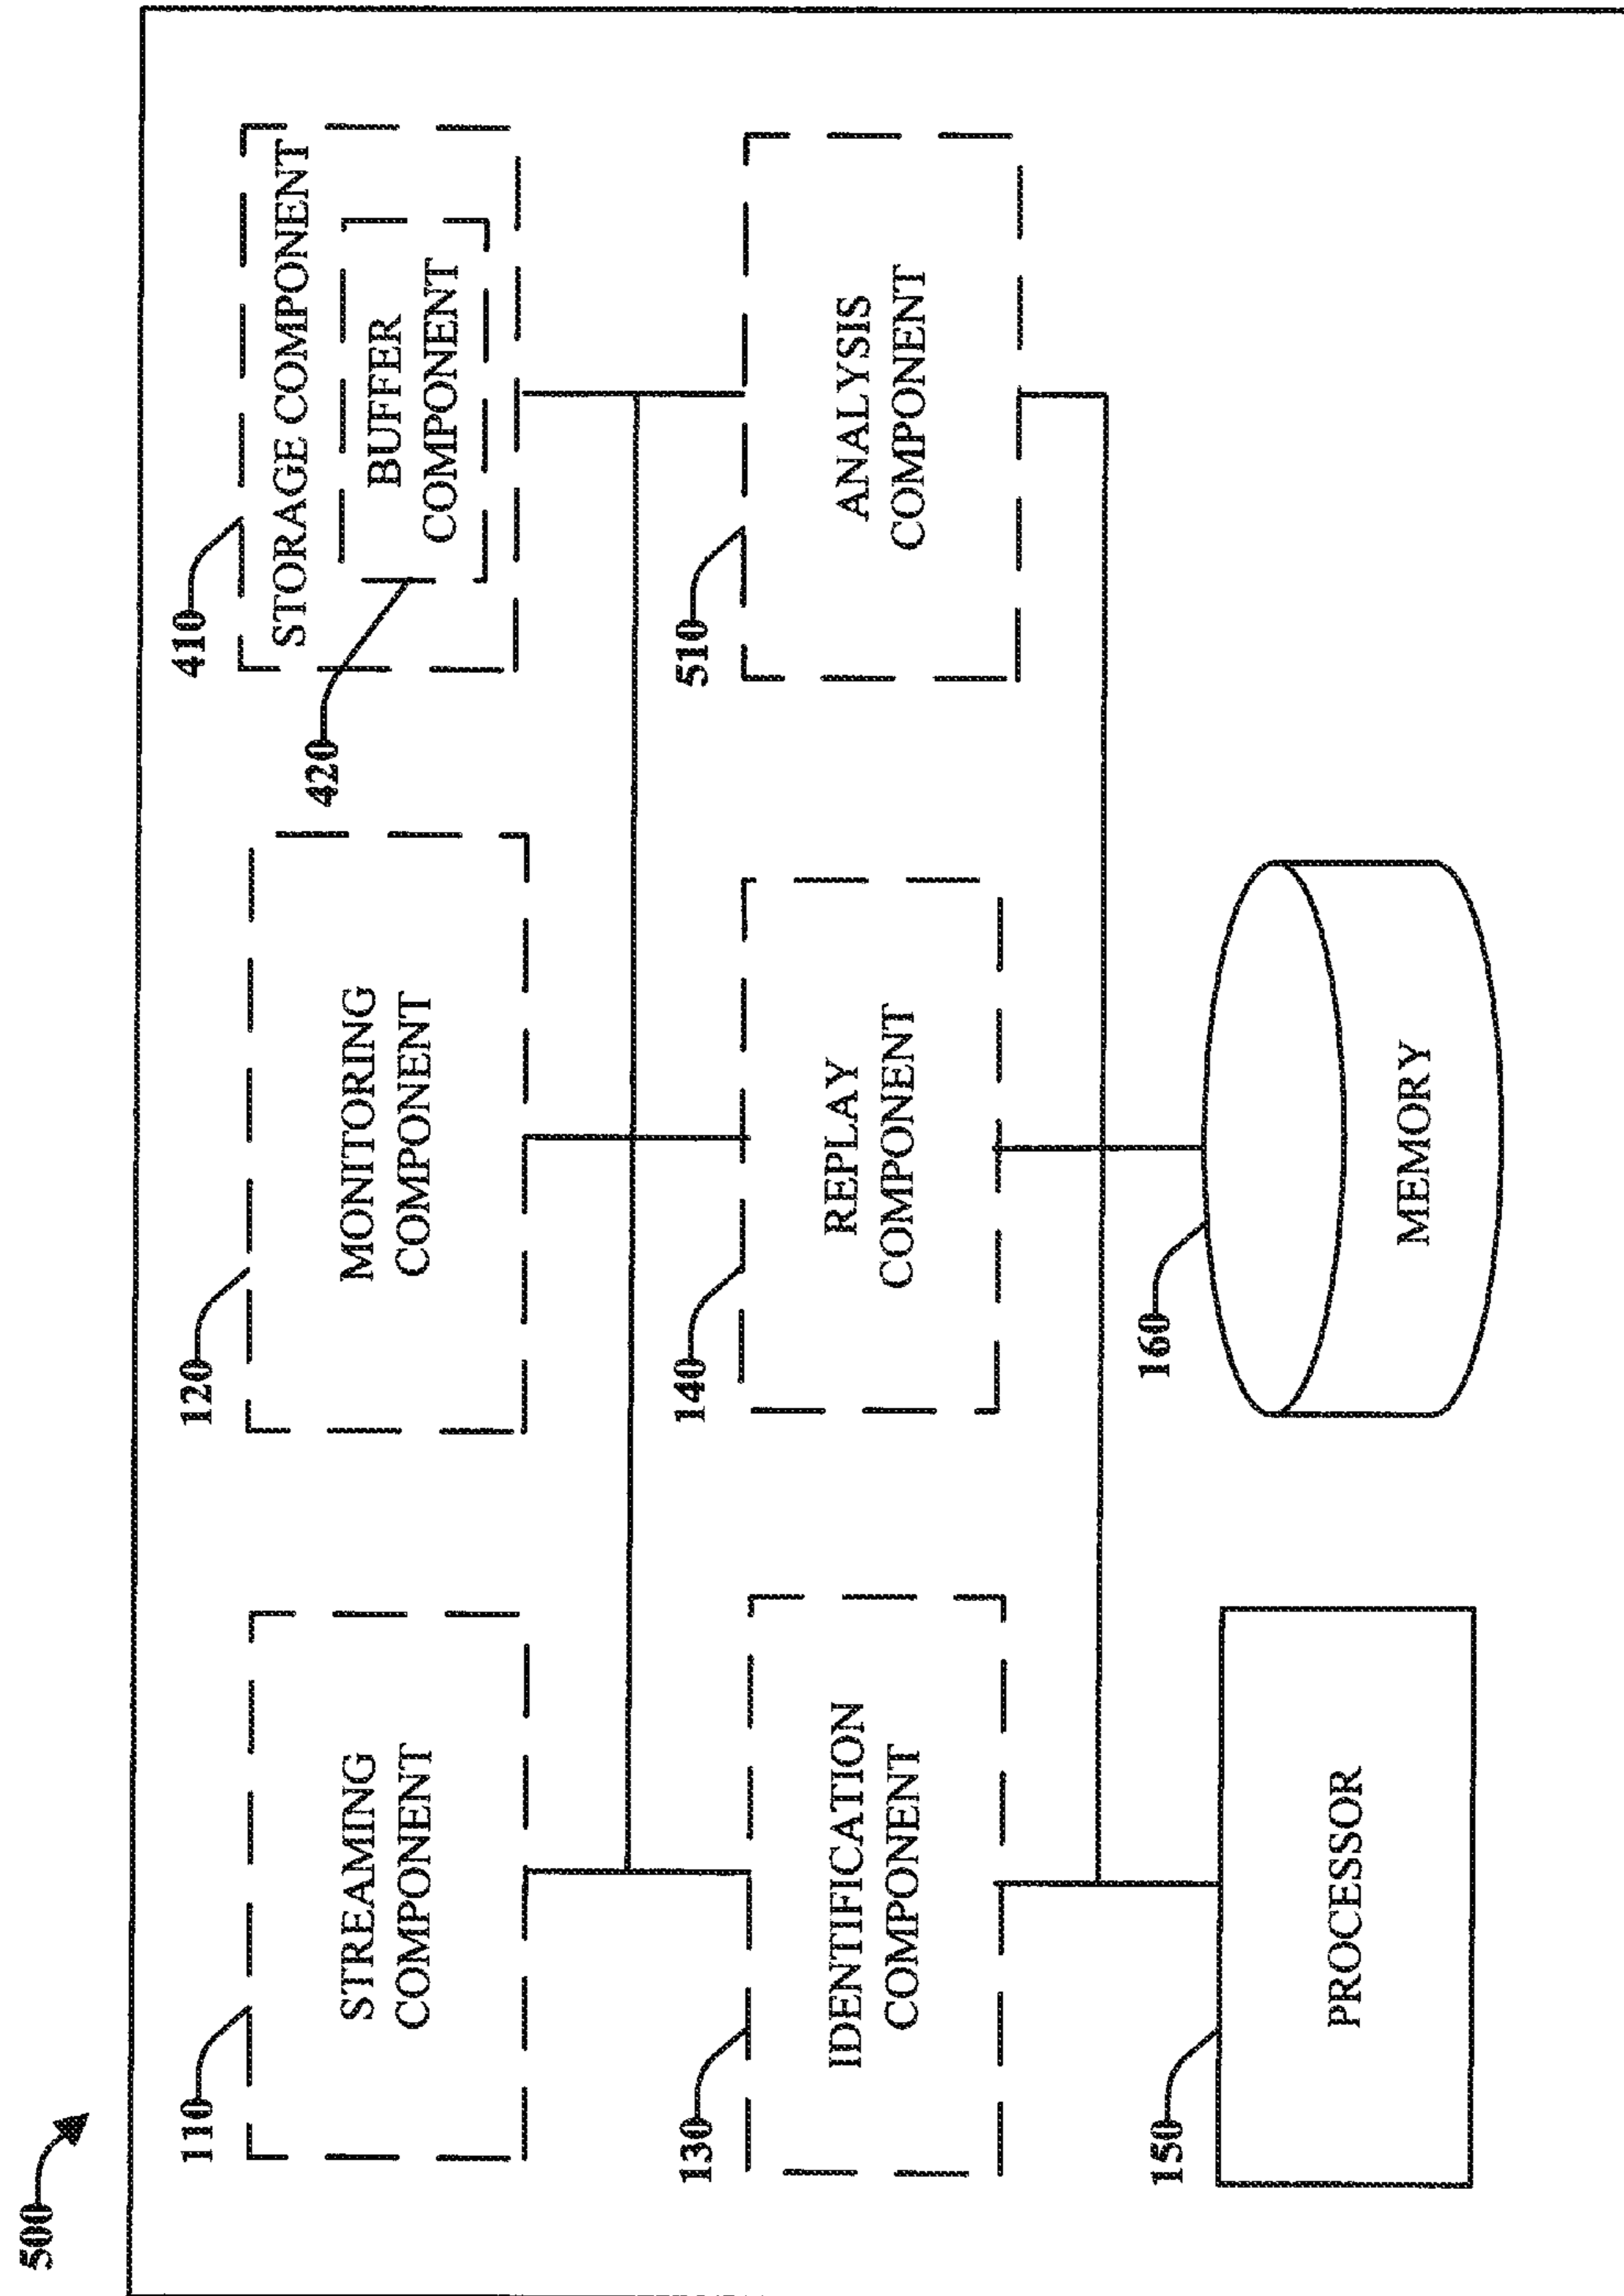 500
110
STREAMING
COMPONENT
120
MONITORING
COMPONENT
410
STORAGE COMPONENT
420
BUFFER
COMPONENT
130
IDENTIFICATION
COMPONENT
140
REPLAY
COMPONENT
510
ANALYSIS
COMPONENT
150
PROCESSOR
160
MEMORY